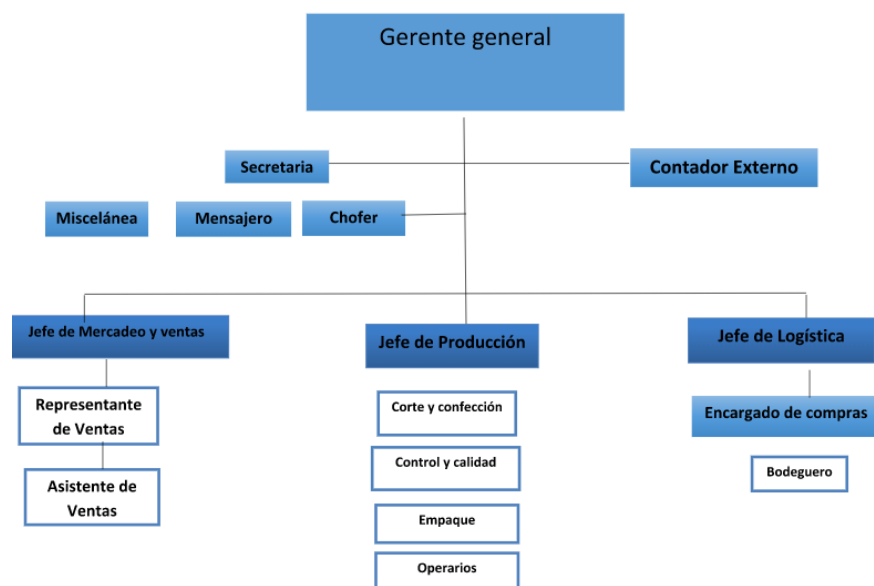 Gerente general
Secretaria
Contador Externo
Miscelánea
Mensajero
Chofer
Jefe de Mercadeo y ventas
Jefe de Producción
Jefe de Logística
Representante
de Ventas
Asistente de
Ventas
Corte y confección
Control y calidad
Empaque
Operarios
Encargado de compras
Bodeguero